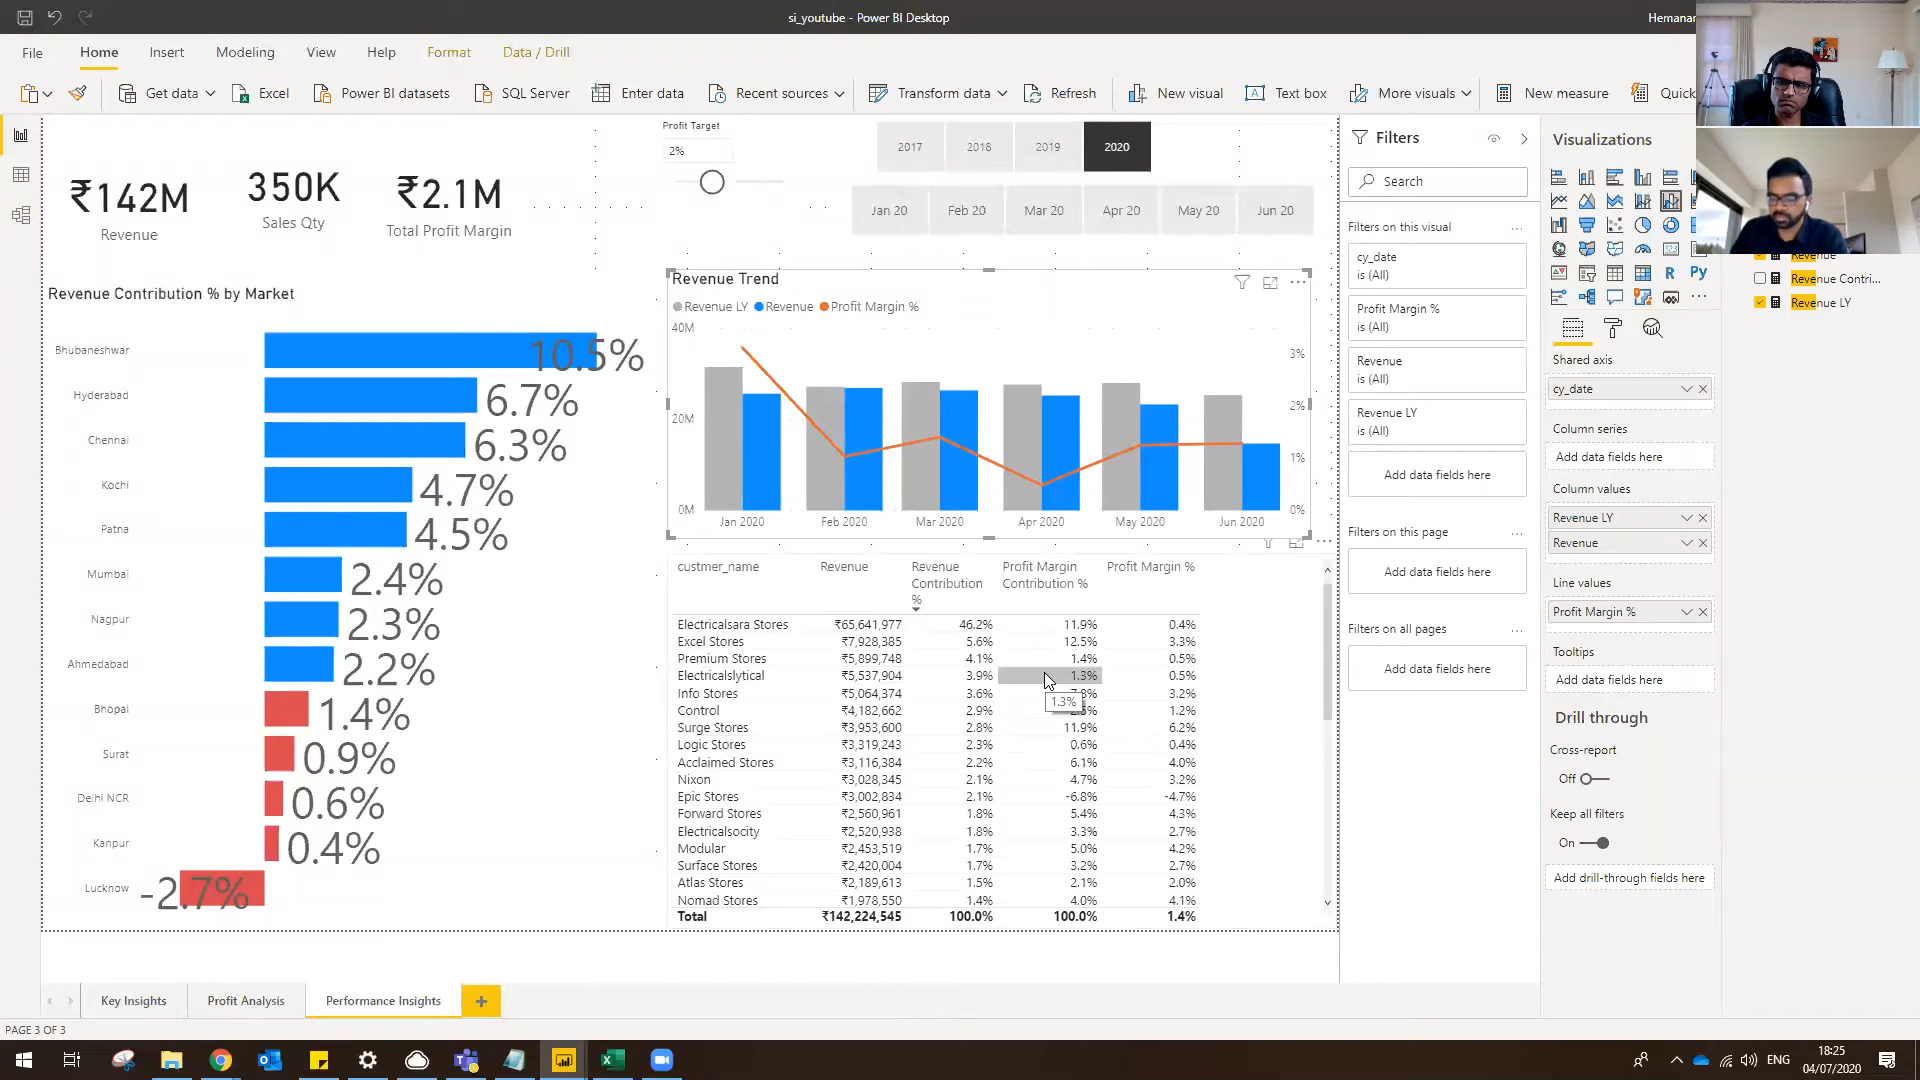 si_youtube - Power BI Desktop
Heman
File
Home
Insert
Modeling
View
Help
Format
Data / Drill
Get data
Excel
Power BI datasets
SQL Server
Enter data
Recent sources
Transform data
Refresh
New visual
Text box
More visuals
New measure
Quick
₹142M
Revenue
350K
Sales Qty
₹2.1M
Total Profit Margin
Profit Target
2%
2017
2018
2019
2020
Jan 20
Feb 20
Mar 20
Apr 20
May 20
Jun 20
Revenue Contribution % by Market
Bhubaneshwar 10.5%
Hyderabad 6.7%
Chennai 6.3%
Kochi 4.7%
Patna 4.5%
Mumbai 2.4%
Nagpur 2.3%
Ahmedabad 2.2%
Bhopal 1.4%
Surat 0.9%
Delhi NCR 0.6%
Kanpur 0.4%
Lucknow -2.7%
Revenue Trend
Revenue LY Revenue Profit Margin %
40M
20M
0M
3%
2%
1%
0%
Jan 2020 Feb 2020 Mar 2020 Apr 2020 May 2020 Jun 2020
custmer_name Revenue Revenue Contribution % Profit Margin Contribution % Profit Margin %
Electricalsara Stores ₹65,641,977 46.2% 11.9% 0.4%
Excel Stores ₹7,928,385 5.6% 12.5% 3.3%
Premium Stores ₹5,899,748 4.1% 1.4% 0.5%
Electricalslytical ₹5,537,904 3.9% 1.3% 0.5%
Info Stores ₹5,064,374 3.6% 3.2%
Control ₹4,182,662 2.9% 1.2%
1.3%
Surge Stores ₹3,953,600 2.8% 11.9% 6.2%
Logic Stores ₹3,319,243 2.3% 0.6% 0.4%
Acclaimed Stores ₹3,116,384 2.2% 6.1% 4.0%
Nixon ₹3,028,345 2.1% 4.7% 3.2%
Epic Stores ₹3,002,834 2.1% -6.8% -4.7%
Forward Stores ₹2,560,961 1.8% 5.4% 4.3%
Electricalsocity ₹2,520,938 1.8% 3.3% 2.7%
Modular ₹2,453,519 1.7% 5.0% 4.2%
Surface Stores ₹2,420,004 1.7% 3.2% 2.7%
Atlas Stores ₹2,189,613 1.5% 2.1% 2.0%
Nomad Stores ₹1,978,550 1.4% 4.0% 4.1%
Total ₹142,224,545 100.0% 100.0% 1.4%
Filters
Search
Filters on this visual
cy_date
is (All)
Profit Margin %
is (All)
Revenue
is (All)
Revenue LY
is (All)
Add data fields here
Filters on this page
Add data fields here
Filters on all pages
Add data fields here
Visualizations
R
Py
Shared axis
cy_date
Column series
Add data fields here
Column values
Revenue LY
Revenue
Line values
Profit Margin %
Tooltips
Add data fields here
Drill through
Cross-report
Off
Keep all filters
On
Add drill-through fields here
Revenue
Revenue Contri...
Revenue LY
Key Insights
Profit Analysis
Performance Insights
+
PAGE 3 OF 3
ENG
18:25
04/07/2020